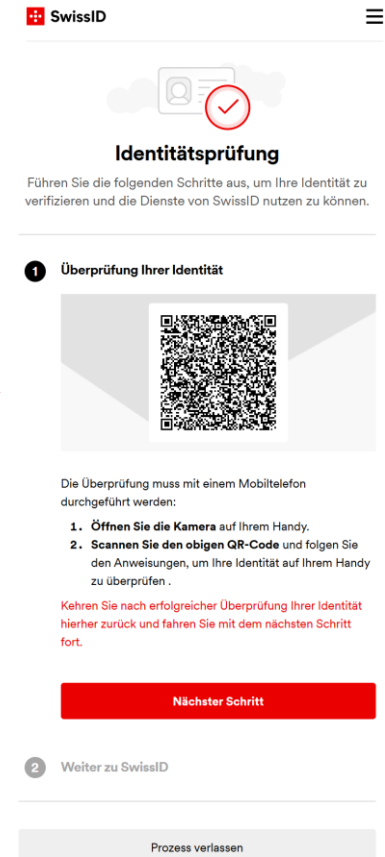 SwissID
Identitätsprüfung
Führen Sie die folgenden Schritte aus, um Ihre Identität zu
verifizieren und die Dienste von SwissID nutzen zu können.
1 Überprüfung Ihrer Identität
Die Überprüfung muss mit einem Mobiltelefon
durchgeführt werden:
1. Öffnen Sie die Kamera auf Ihrem Handy.
2. Scannen Sie den obigen QR-Code und folgen Sie
den Anweisungen, um Ihre Identität auf Ihrem Handy
zu überprüfen .
Kehren Sie nach erfolgreicher Überprüfung Ihrer Identität
hierher zurück und fahren Sie mit dem nächsten Schritt
fort.
Nächster Schritt
2 Weiter zu SwissID
Prozess verlassen